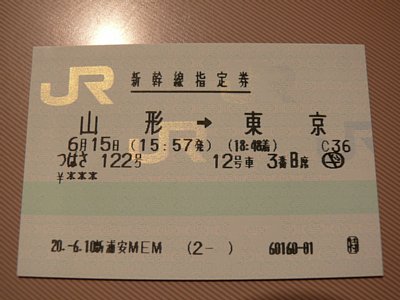 JR
新幹線指定券
山形 → 東京
6月15日 (15:57発) (18:48着) C36
つばさ 122号 12号車 3番B席
¥***
20.-6.10新浦安MEM (2- ) 60160-01